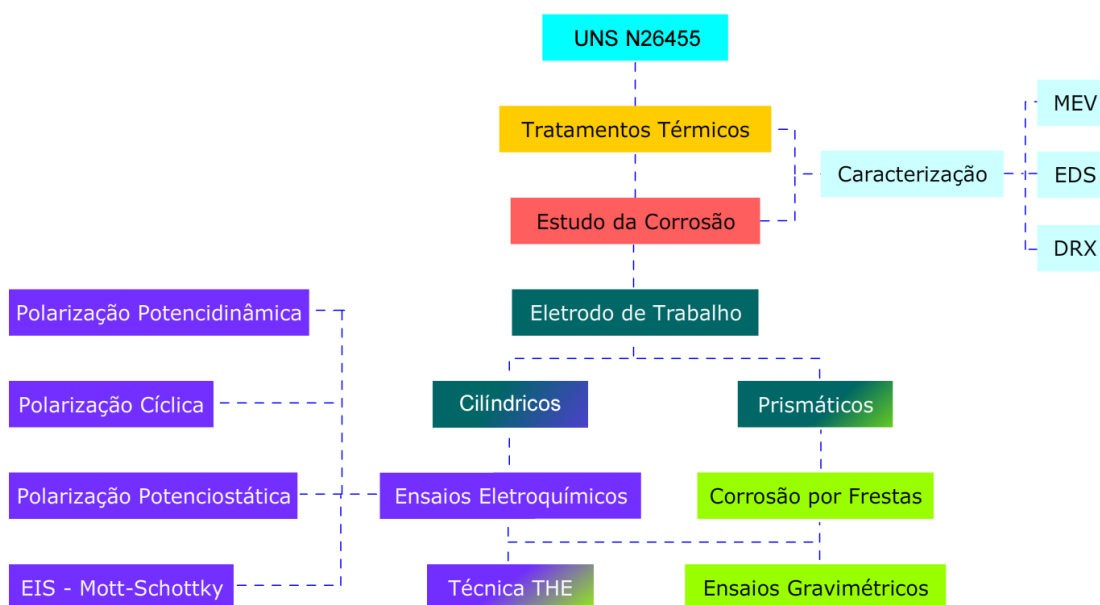 UNS N26455
Tratamentos Térmicos
MEV
Caracterização
EDS
Estudo da Corrosão
DRX
Eletrodo de Trabalho
Polarização Potencidinâmica
Polarização Cíclica
Cilíndricos
Prismáticos
Polarização Potenciostática
Ensaios Eletroquímicos
Corrosão por Frestas
EIS - Mott-Schottky
Técnica THE
Ensaios Gravimétricos